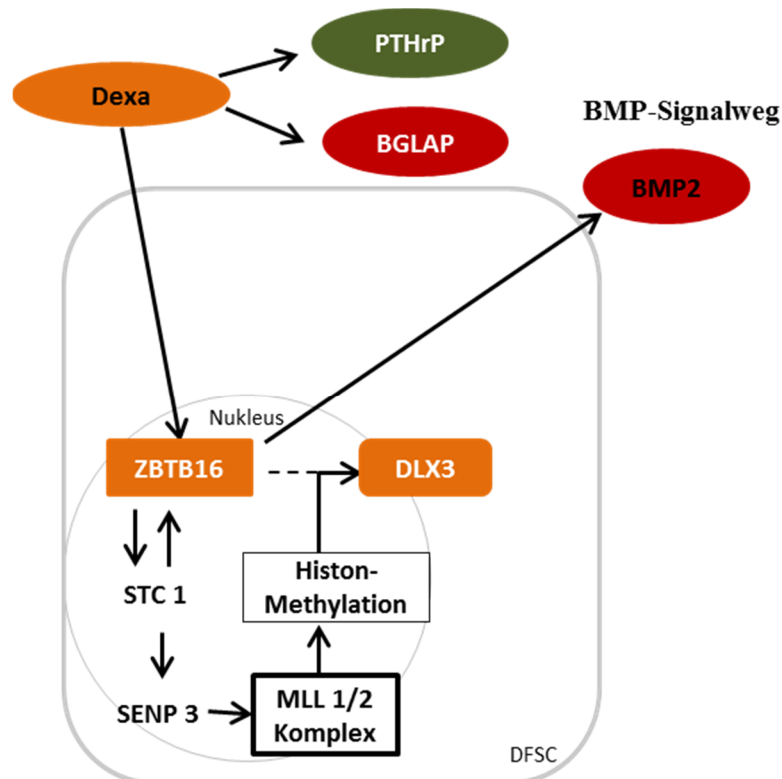 PTHrP
Dexa
BMP-Signalweg
BGLAP
BMP2
Nukleus
ZBTB16
DLX3
STC 1
Histon-
Methylation
SENP 3
MLL 1/2
Komplex
DFSC